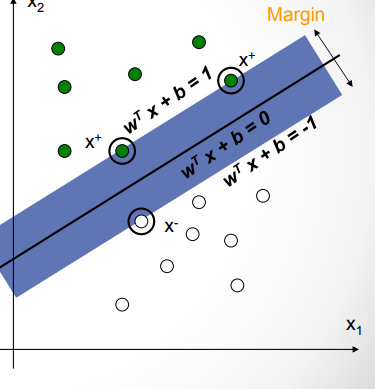 x₂
Margin
x⁺
wᵀ x + b = 1
x⁺
wᵀ x + b = 0
wᵀ x + b = -1
x⁻
x₁